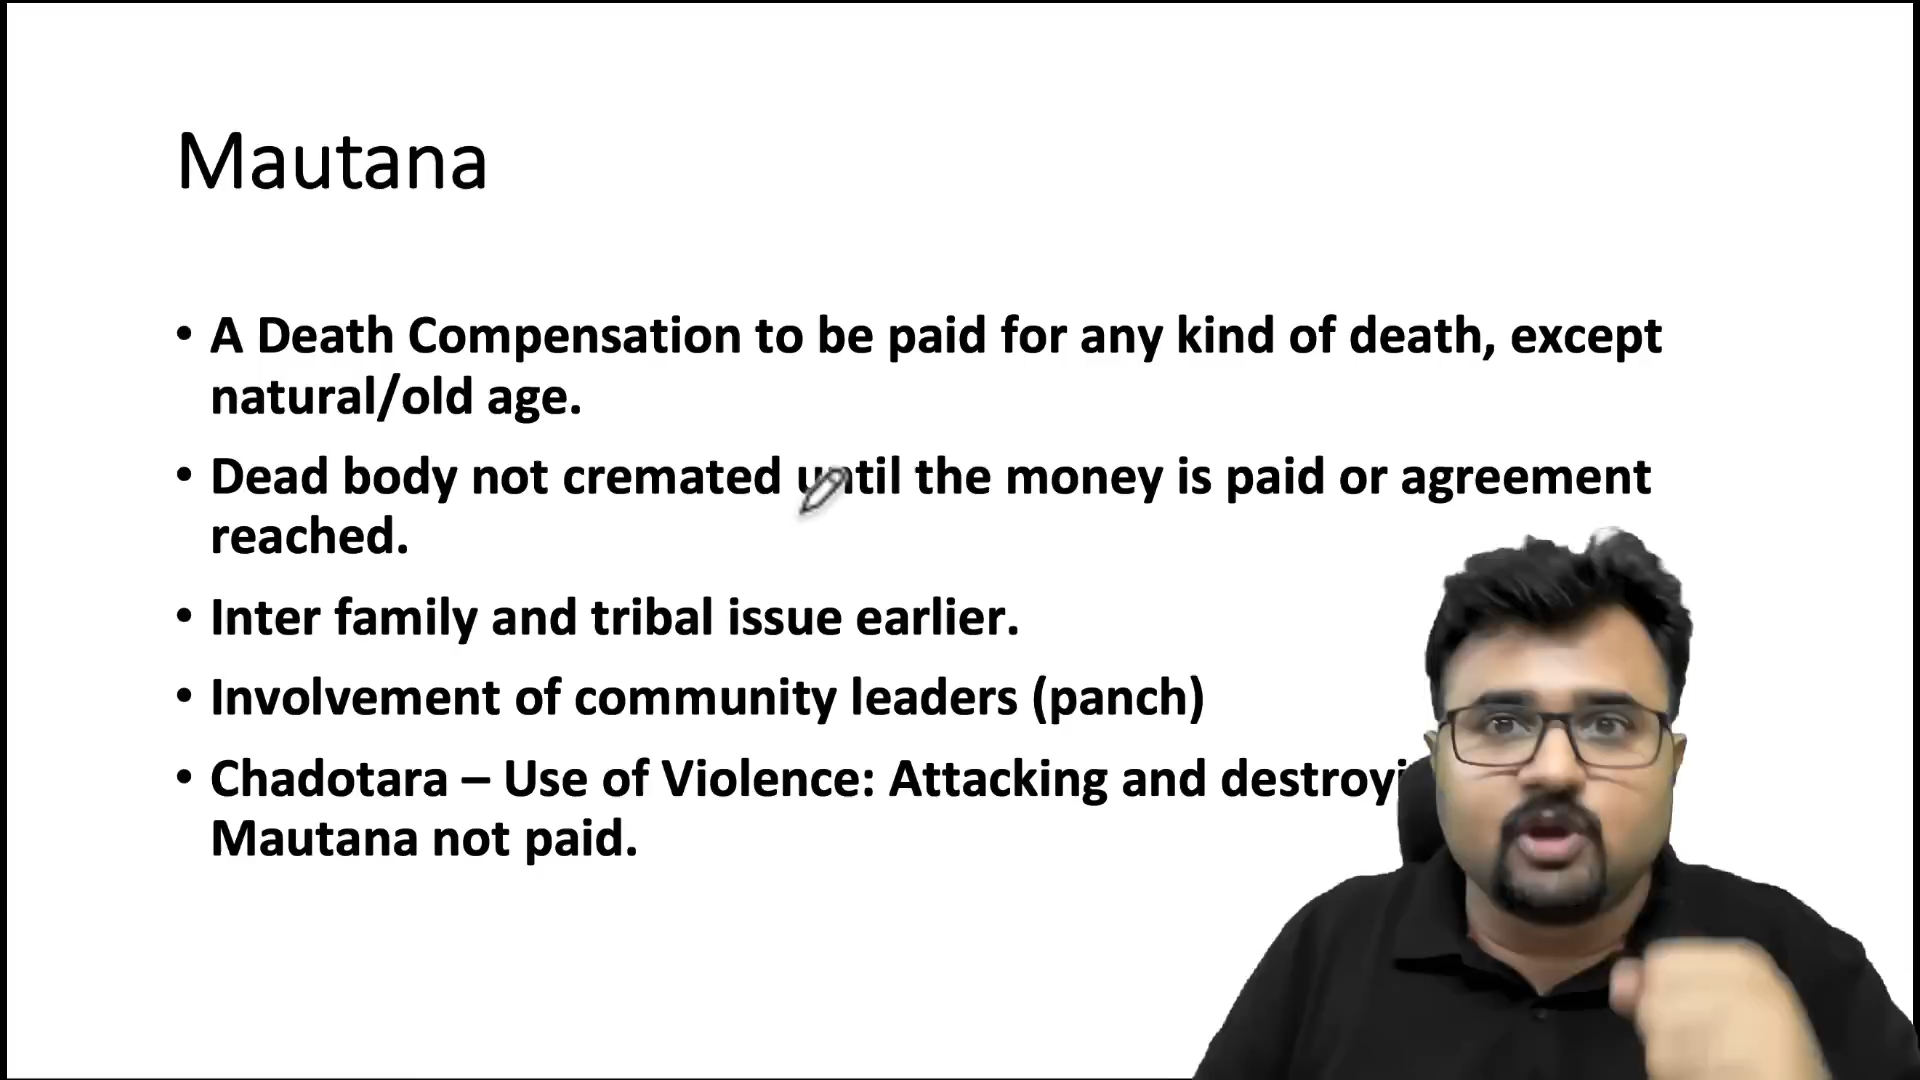 Mautana
• A Death Compensation to be paid for any kind of death, except
natural/old age.
• Dead body not cremated until the money is paid or agreement
reached.
• Inter family and tribal issue earlier.
• Involvement of community leaders (panch)
• Chadotara – Use of Violence: Attacking and
Mautana not paid.